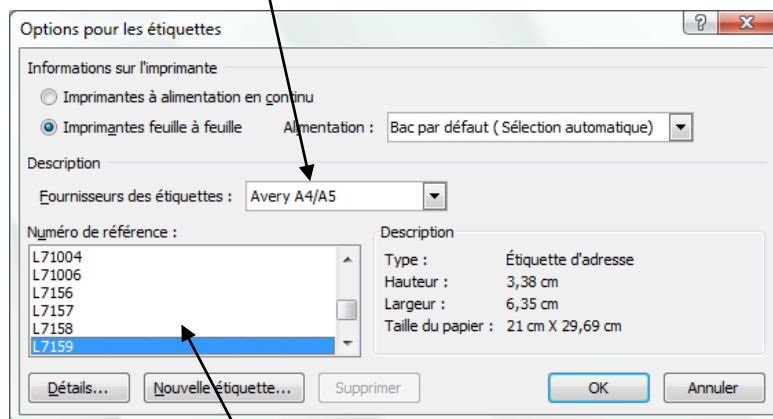 Options pour les étiquettes
Informations sur l'imprimante
Imprimantes à alimentation en continu
Imprimantes feuille à feuille Alimentation : Bac par défaut ( Sélection automatique)
Description
Fournisseurs des étiquettes : Avery A4/A5
Numéro de référence :
L71004
L71006
L7156
L7157
L7158
L7159
Description
Type : Étiquette d'adresse
Hauteur : 3,38 cm
Largeur : 6,35 cm
Taille du papier : 21 cm X 29,69 cm
Détails... Nouvelle étiquette... Supprimer OK Annuler